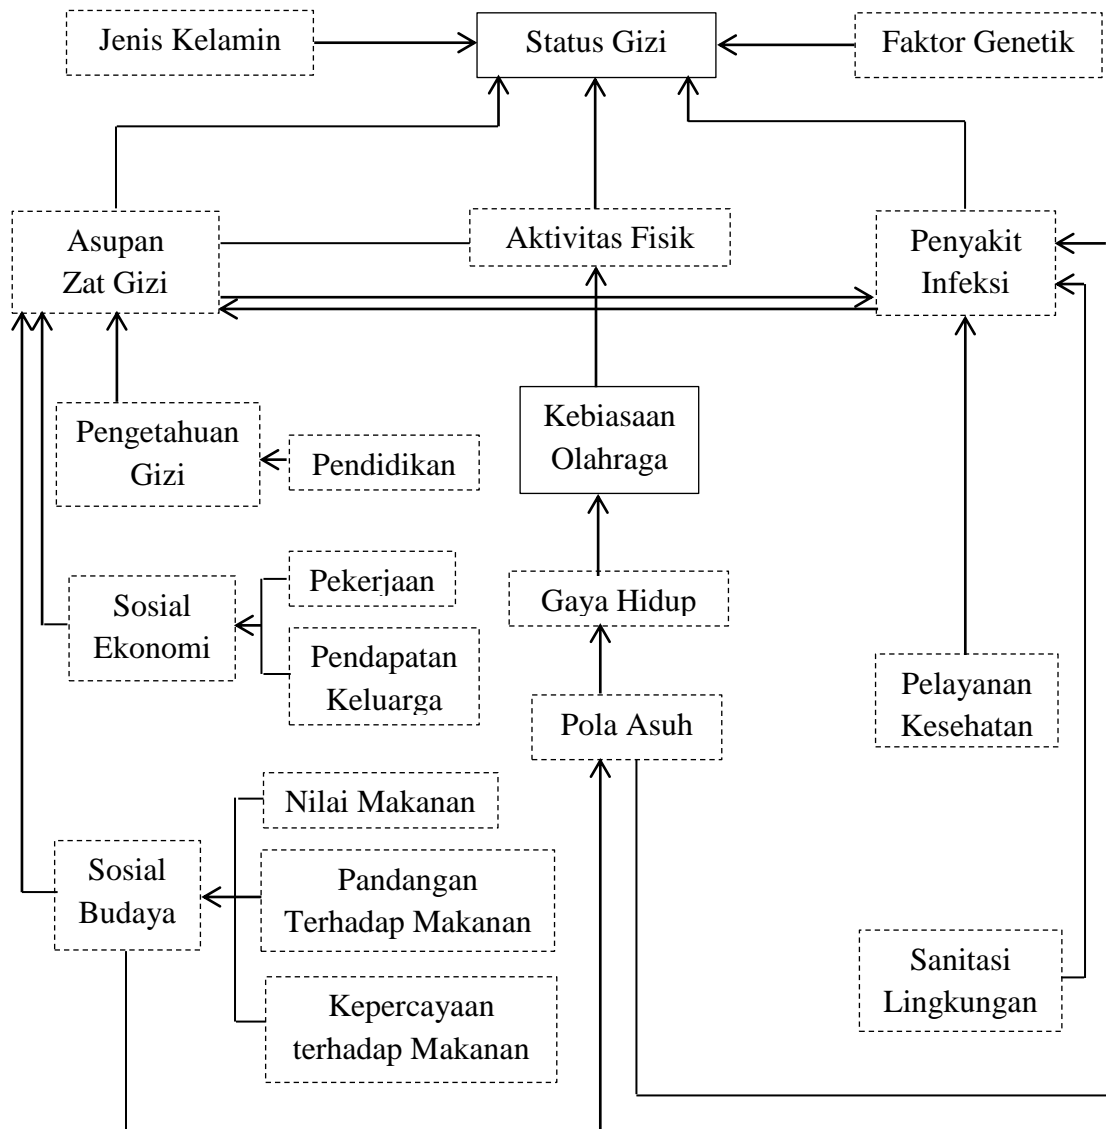 Jenis Kelamin
Status Gizi
Faktor Genetik
Asupan
Zat Gizi
Aktivitas Fisik
Penyakit
Infeksi
Pengetahuan
Gizi
Pendidikan
Kebiasaan
Olahraga
Sosial
Ekonomi
Pekerjaan
Pendapatan
Keluarga
Gaya Hidup
Pola Asuh
Pelayanan
Kesehatan
Sosial
Budaya
Nilai Makanan
Pandangan
Terhadap Makanan
Kepercayaan
terhadap Makanan
Sanitasi
Lingkungan